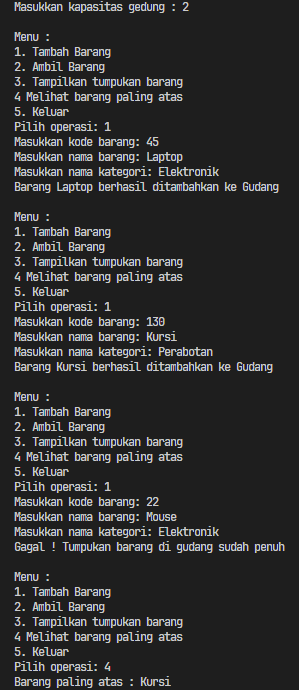 Masukkan kapasitas gedung : 2

Menu :
1. Tambah Barang
2. Ambil Barang
3. Tampilkan tumpukan barang
4 Melihat barang paling atas
5. Keluar
Pilih operasi: 1
Masukkan kode barang: 45
Masukkan nama barang: Laptop
Masukkan nama kategori: Elektronik
Barang Laptop berhasil ditambahkan ke Gudang

Menu :
1. Tambah Barang
2. Ambil Barang
3. Tampilkan tumpukan barang
4 Melihat barang paling atas
5. Keluar
Pilih operasi: 1
Masukkan kode barang: 130
Masukkan nama barang: Kursi
Masukkan nama kategori: Perabotan
Barang Kursi berhasil ditambahkan ke Gudang

Menu :
1. Tambah Barang
2. Ambil Barang
3. Tampilkan tumpukan barang
4 Melihat barang paling atas
5. Keluar
Pilih operasi: 1
Masukkan kode barang: 22
Masukkan nama barang: Mouse
Masukkan nama kategori: Elektronik
Gagal ! Tumpukan barang di gudang sudah penuh

Menu :
1. Tambah Barang
2. Ambil Barang
3. Tampilkan tumpukan barang
4 Melihat barang paling atas
5. Keluar
Pilih operasi: 4
Barang paling atas : Kursi